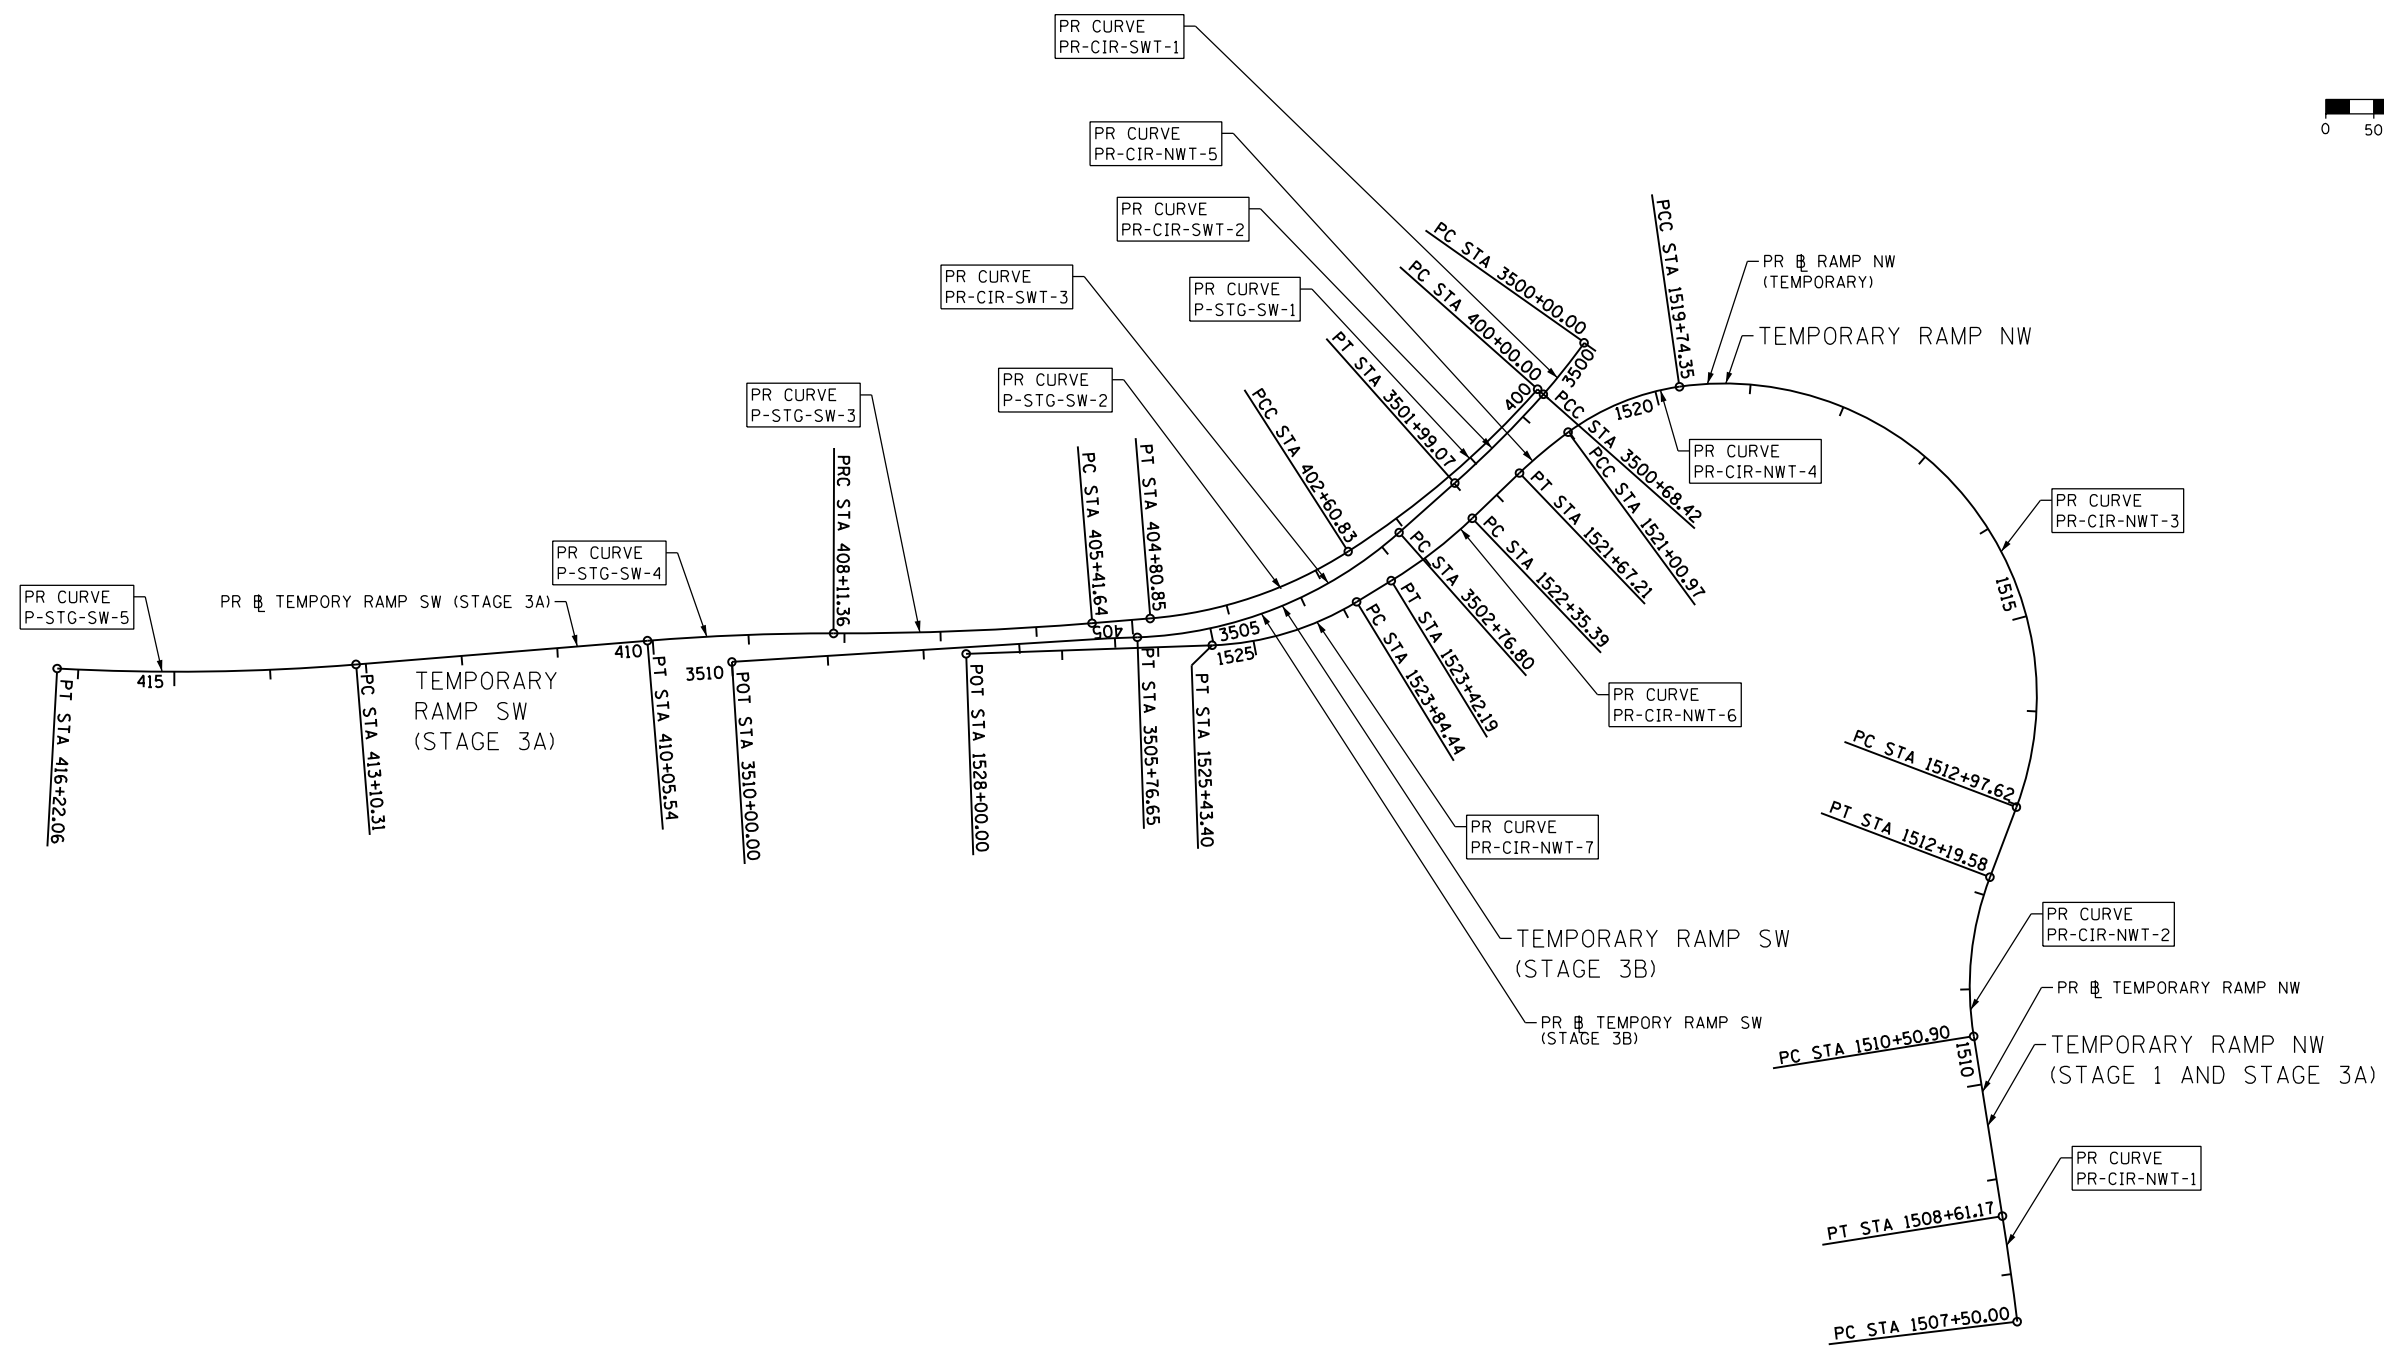 PR CURVE
PR-CIR-SWT-1
PR CURVE
PR-CIR-NWT-5
PR CURVE
PR-CIR-SWT-2
PR CURVE
PR-CIR-SWT-3
PR CURVE
P-STG-SW-1
PR CURVE
P-STG-SW-2
PR CURVE
P-STG-SW-3
PR CURVE
P-STG-SW-4
PR CURVE
P-STG-SW-5
PR BL TEMPORY RAMP SW (STAGE 3A)
0 50
PC STA 3500+00.00
PC STA 400+00.00
PT STA 3501+99.07
PCC STA 402+60.83
PT STA 404+80.85
PC STA 405+41.64
PRC STA 408+11.36
PCC STA 1519+74.35
PR BL RAMP NW
(TEMPORARY)
TEMPORARY RAMP NW
3500
400
1520
PCC STA 3500+68.42
PCC STA 1521+00.97
PT STA 1521+67.21
PC STA 1522+35.39
PC STA 3502+76.80
PT STA 1523+42.19
PC STA 1523+84.44
PR CURVE
PR-CIR-NWT-4
PR CURVE
PR-CIR-NWT-3
1515
405
3505
1525
410
3510
415
TEMPORARY
RAMP SW
(STAGE 3A)
PT STA 416+22.06
PC STA 413+10.31
PT STA 410+05.54
POT STA 3510+00.00
POT STA 1528+00.00
PT STA 3505+76.65
PT STA 1525+43.40
PR CURVE
PR-CIR-NWT-6
PR CURVE
PR-CIR-NWT-7
PC STA 1512+97.62
PT STA 1512+19.58
TEMPORARY RAMP SW
(STAGE 3B)
PR BL TEMPORY RAMP SW
(STAGE 3B)
PR CURVE
PR-CIR-NWT-2
PR BL TEMPORARY RAMP NW
PC STA 1510+50.90
1510
TEMPORARY RAMP NW
(STAGE 1 AND STAGE 3A)
PR CURVE
PR-CIR-NWT-1
PT STA 1508+61.17
PC STA 1507+50.00